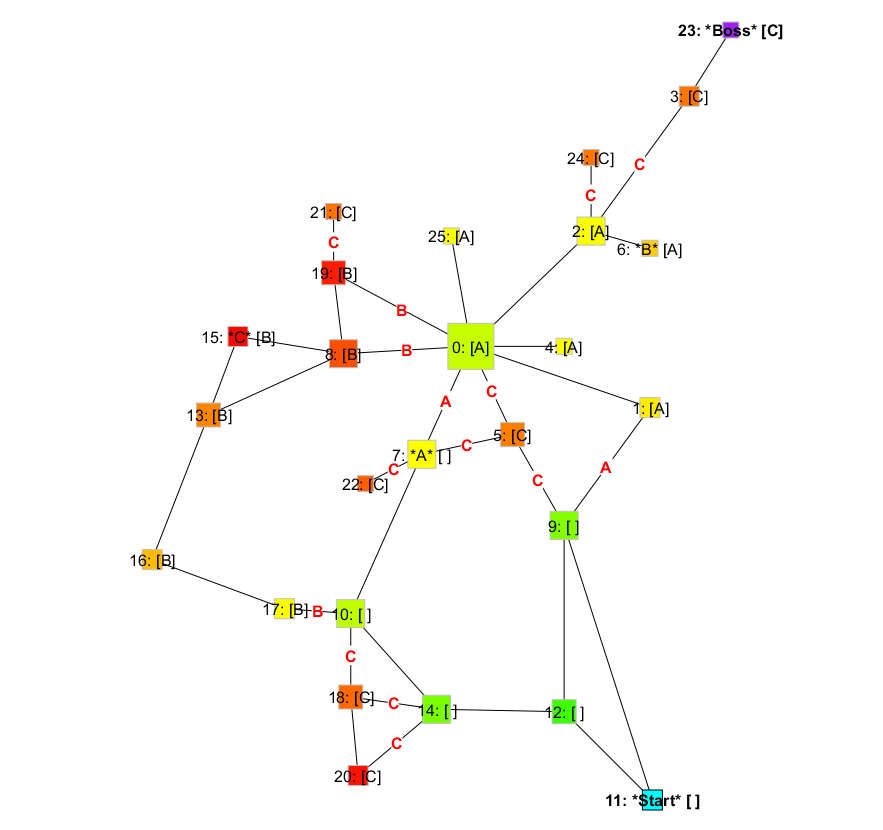 23: *Boss* [C]
3: [C]
24: [C]
C
C
21: [C]
25: [A]
2: [A]
6: *B* [A]
C
19: [B]
B
15: *C* [B]
8: [B]
B
0: [A]
4: [A]
A
C
13: [B]
1: [A]
5: [C]
7: *A* [ ]
C
C
22: [C]
C
A
9: [ ]
16: [B]
17: [B]
B
10: [ ]
C
18: [C]
C
14: [ ]
12: [ ]
C
20: [C]
11: *Start* [ ]